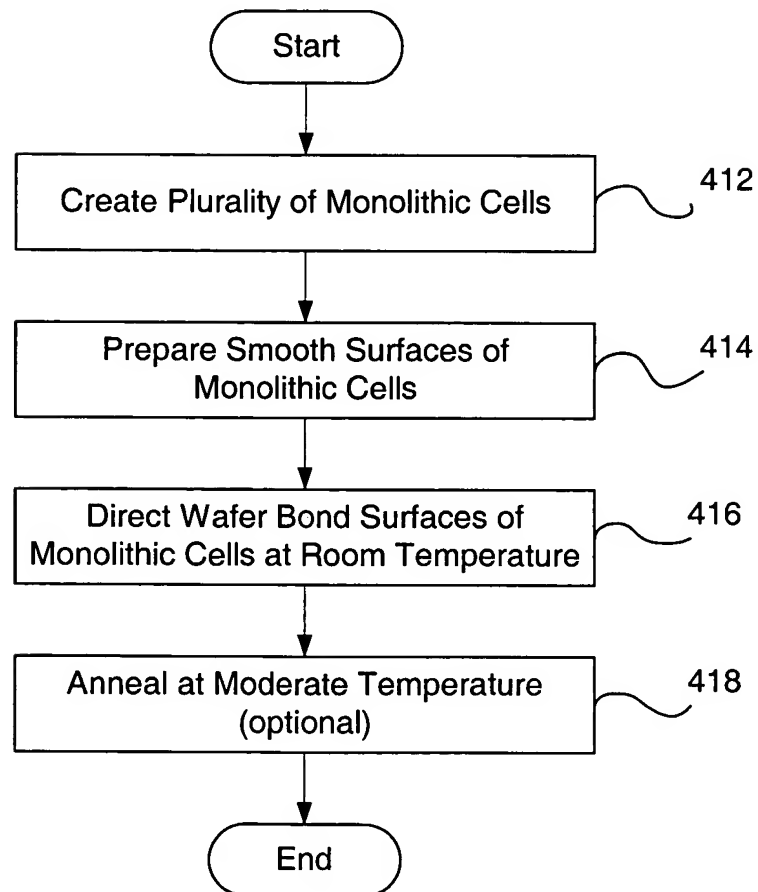 Start
Create Plurality of Monolithic Cells
412
Prepare Smooth Surfaces of
Monolithic Cells
414
Direct Wafer Bond Surfaces of
Monolithic Cells at Room Temperature
416
Anneal at Moderate Temperature
(optional)
418
End